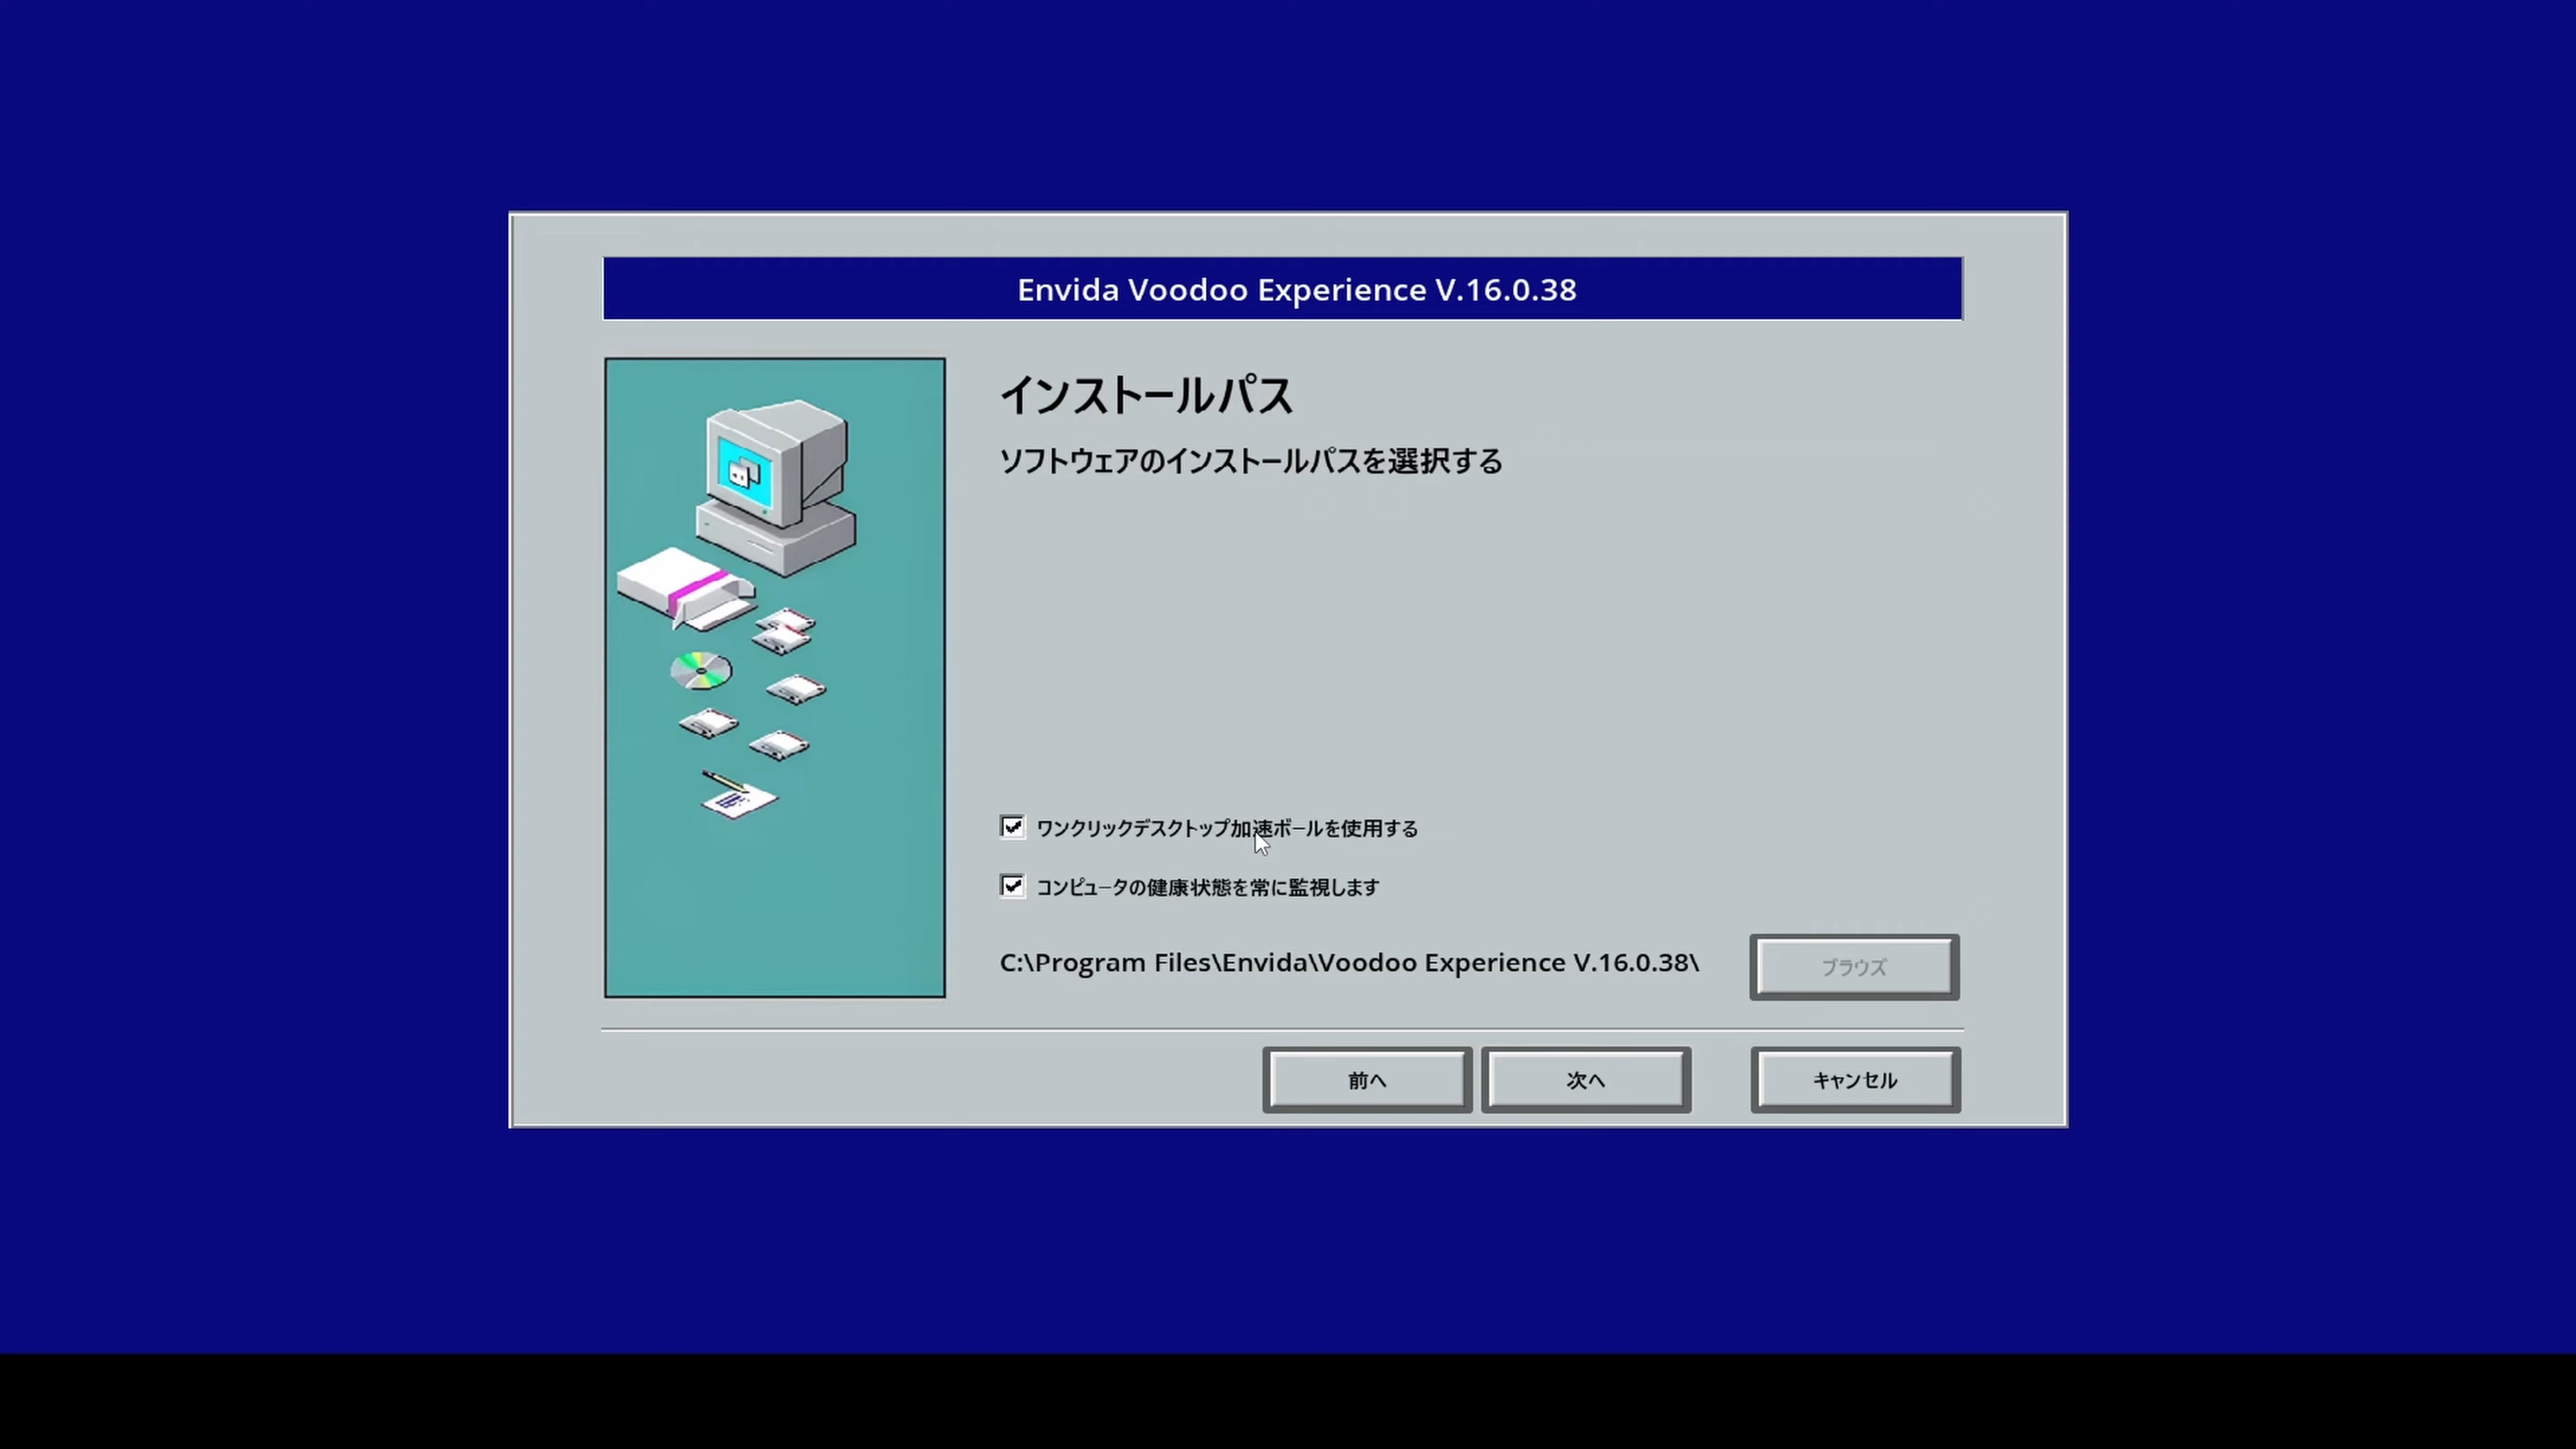 Envida Voodoo Experience V.16.0.38
インストールパス
ソフトウェアのインストールパスを選択する
ワンクリックデスクトップ加速ボールを使用する
コンピュータの健康状態を常に監視します
C:\Program Files\Envida\Voodoo Experience V.16.0.38\
ブラウズ
前へ
次へ
キャンセル